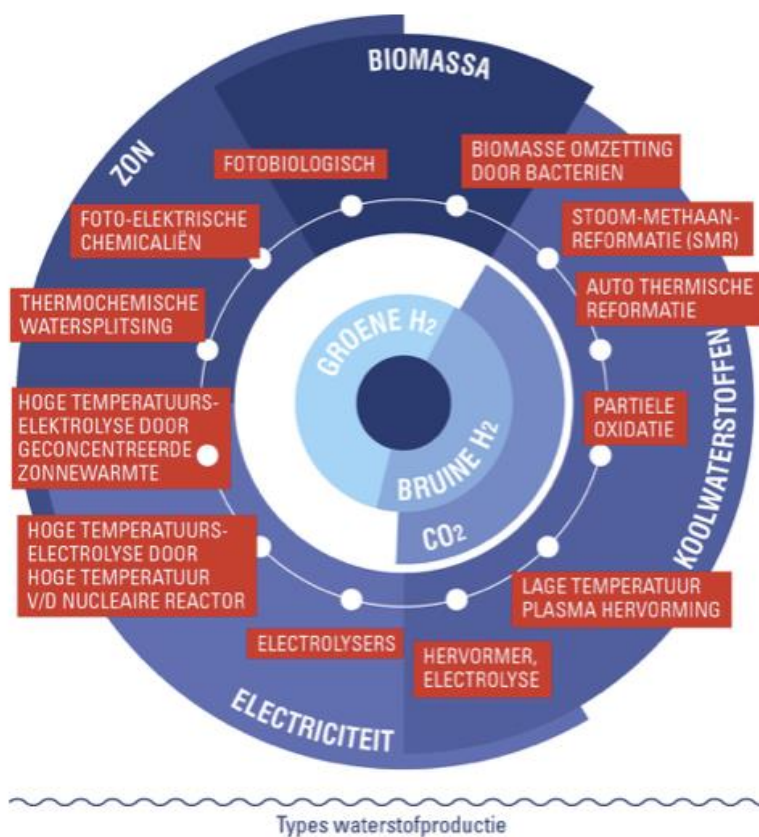 BIOMASSA
ZON
FOTOBIOLOGISCH
BIOMASSE OMZETTING
DOOR BACTERIEN
FOTO-ELEKTRISCHE
CHEMICALIËN
STOOM-METHAAN-
REFORMATIE (SMR)
THERMOCHEMISCHE
WATERSPLITSING
AUTO THERMISCHE
REFORMATIE
GROENE H2
HOGE TEMPERATUURS-
ELEKTROLYSE DOOR
GECONCENTREERDE
ZONNEWARMTE
PARTIELE
OXIDATIE
KOOLWATERSTOFFEN
BRUINE H2
CO2
HOGE TEMPERATUURS-
ELECTROLYSE DOOR
HOGE TEMPERATUUR
V/D NUCLEAIRE REACTOR
LAGE TEMPERATUUR
PLASMA HERVORMING
ELECTROLYSERS
HERVORMER,
ELECTROLYSE
ELECTRICITEIT
Types waterstofproductie